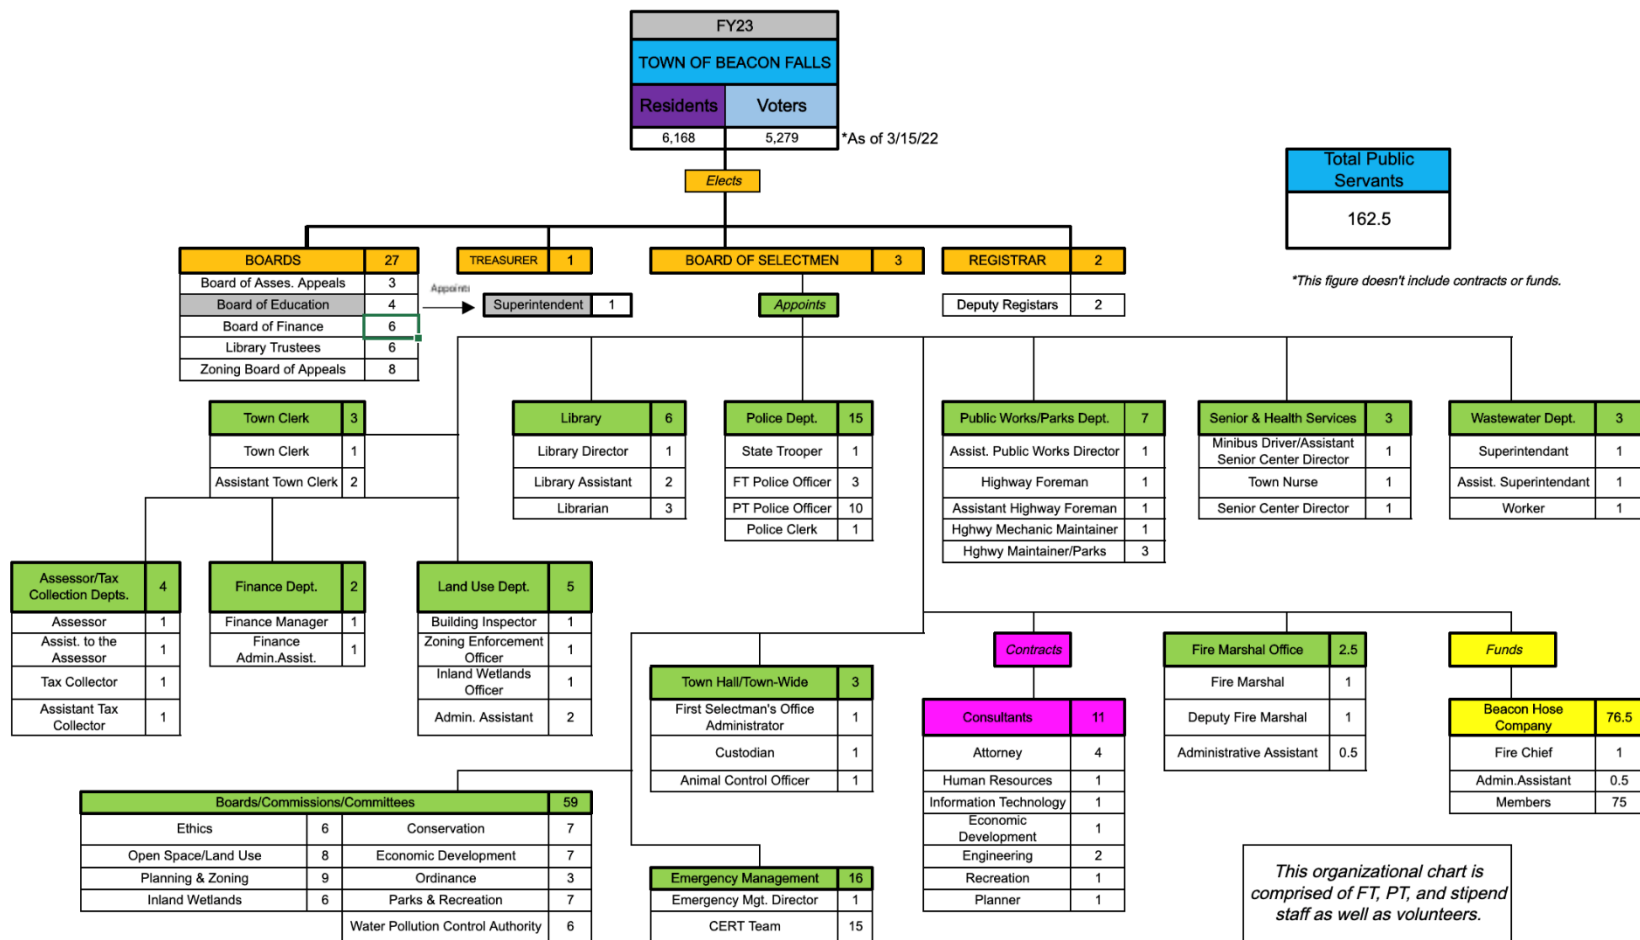 FY23
TOWN OF BEACON FALLS
Residents Voters
6,168 5,279 *As of 3/15/22
Total Public
Servants
162.5
*This figure doesn't include contracts or funds.
Elects
BOARDS 27
Board of Asses. Appeals 3
Board of Education 4
Board of Finance 6
Library Trustees 6
Zoning Board of Appeals 8
TREASURER 1
Superintendent 1
BOARD OF SELECTMEN 3
Appoints
REGISTRAR 2
Deputy Registars 2
Town Clerk 3
Town Clerk 1
Assistant Town Clerk 2
Library 6
Library Director 1
Library Assistant 2
Librarian 3
Police Dept. 15
State Trooper 1
FT Police Officer 3
PT Police Officer 10
Police Clerk 1
Public Works/Parks Dept. 7
Assist. Public Works Director 1
Highway Foreman 1
Assistant Highway Foreman 1
Hghwy Mechanic Maintainer 1
Hghwy Maintainer/Parks 3
Senior & Health Services 3
Minibus Driver/Assistant
Senior Center Director 1
Town Nurse 1
Senior Center Director 1
Wastewater Dept. 3
Superintendant 1
Assist. Superintendant 1
Worker 1
Assessor/Tax
Collection Depts. 4
Assessor 1
Assist. to the
Assessor 1
Tax Collector 1
Assistant Tax
Collector 1
Finance Dept. 2
Finance Manager 1
Finance
Admin.Assist. 1
Land Use Dept. 5
Building Inspector 1
Zoning Enforcement
Officer 1
Inland Wetlands
Officer 1
Admin. Assistant 2
Town Hall/Town-Wide 3
First Selectman's Office
Administrator 1
Custodian 1
Animal Control Officer 1
Contracts
Consultants 11
Attorney 4
Human Resources 1
Information Technology 1
Economic
Development 1
Engineering 2
Recreation 1
Planner 1
Fire Marshal Office 2.5
Fire Marshal 1
Deputy Fire Marshal 1
Administrative Assistant 0.5
Funds
Beacon Hose
Company 76.5
Fire Chief 1
Admin.Assistant 0.5
Members 75
Boards/Commissions/Committees 59
Ethics 6 Conservation 7
Open Space/Land Use 8 Economic Development 7
Planning & Zoning 9 Ordinance 3
Inland Wetlands 6 Parks & Recreation 7
Water Pollution Control Authority 6
Emergency Management 16
Emergency Mgt. Director 1
CERT Team 15
This organizational chart is
comprised of FT, PT, and stipend
staff as well as volunteers.